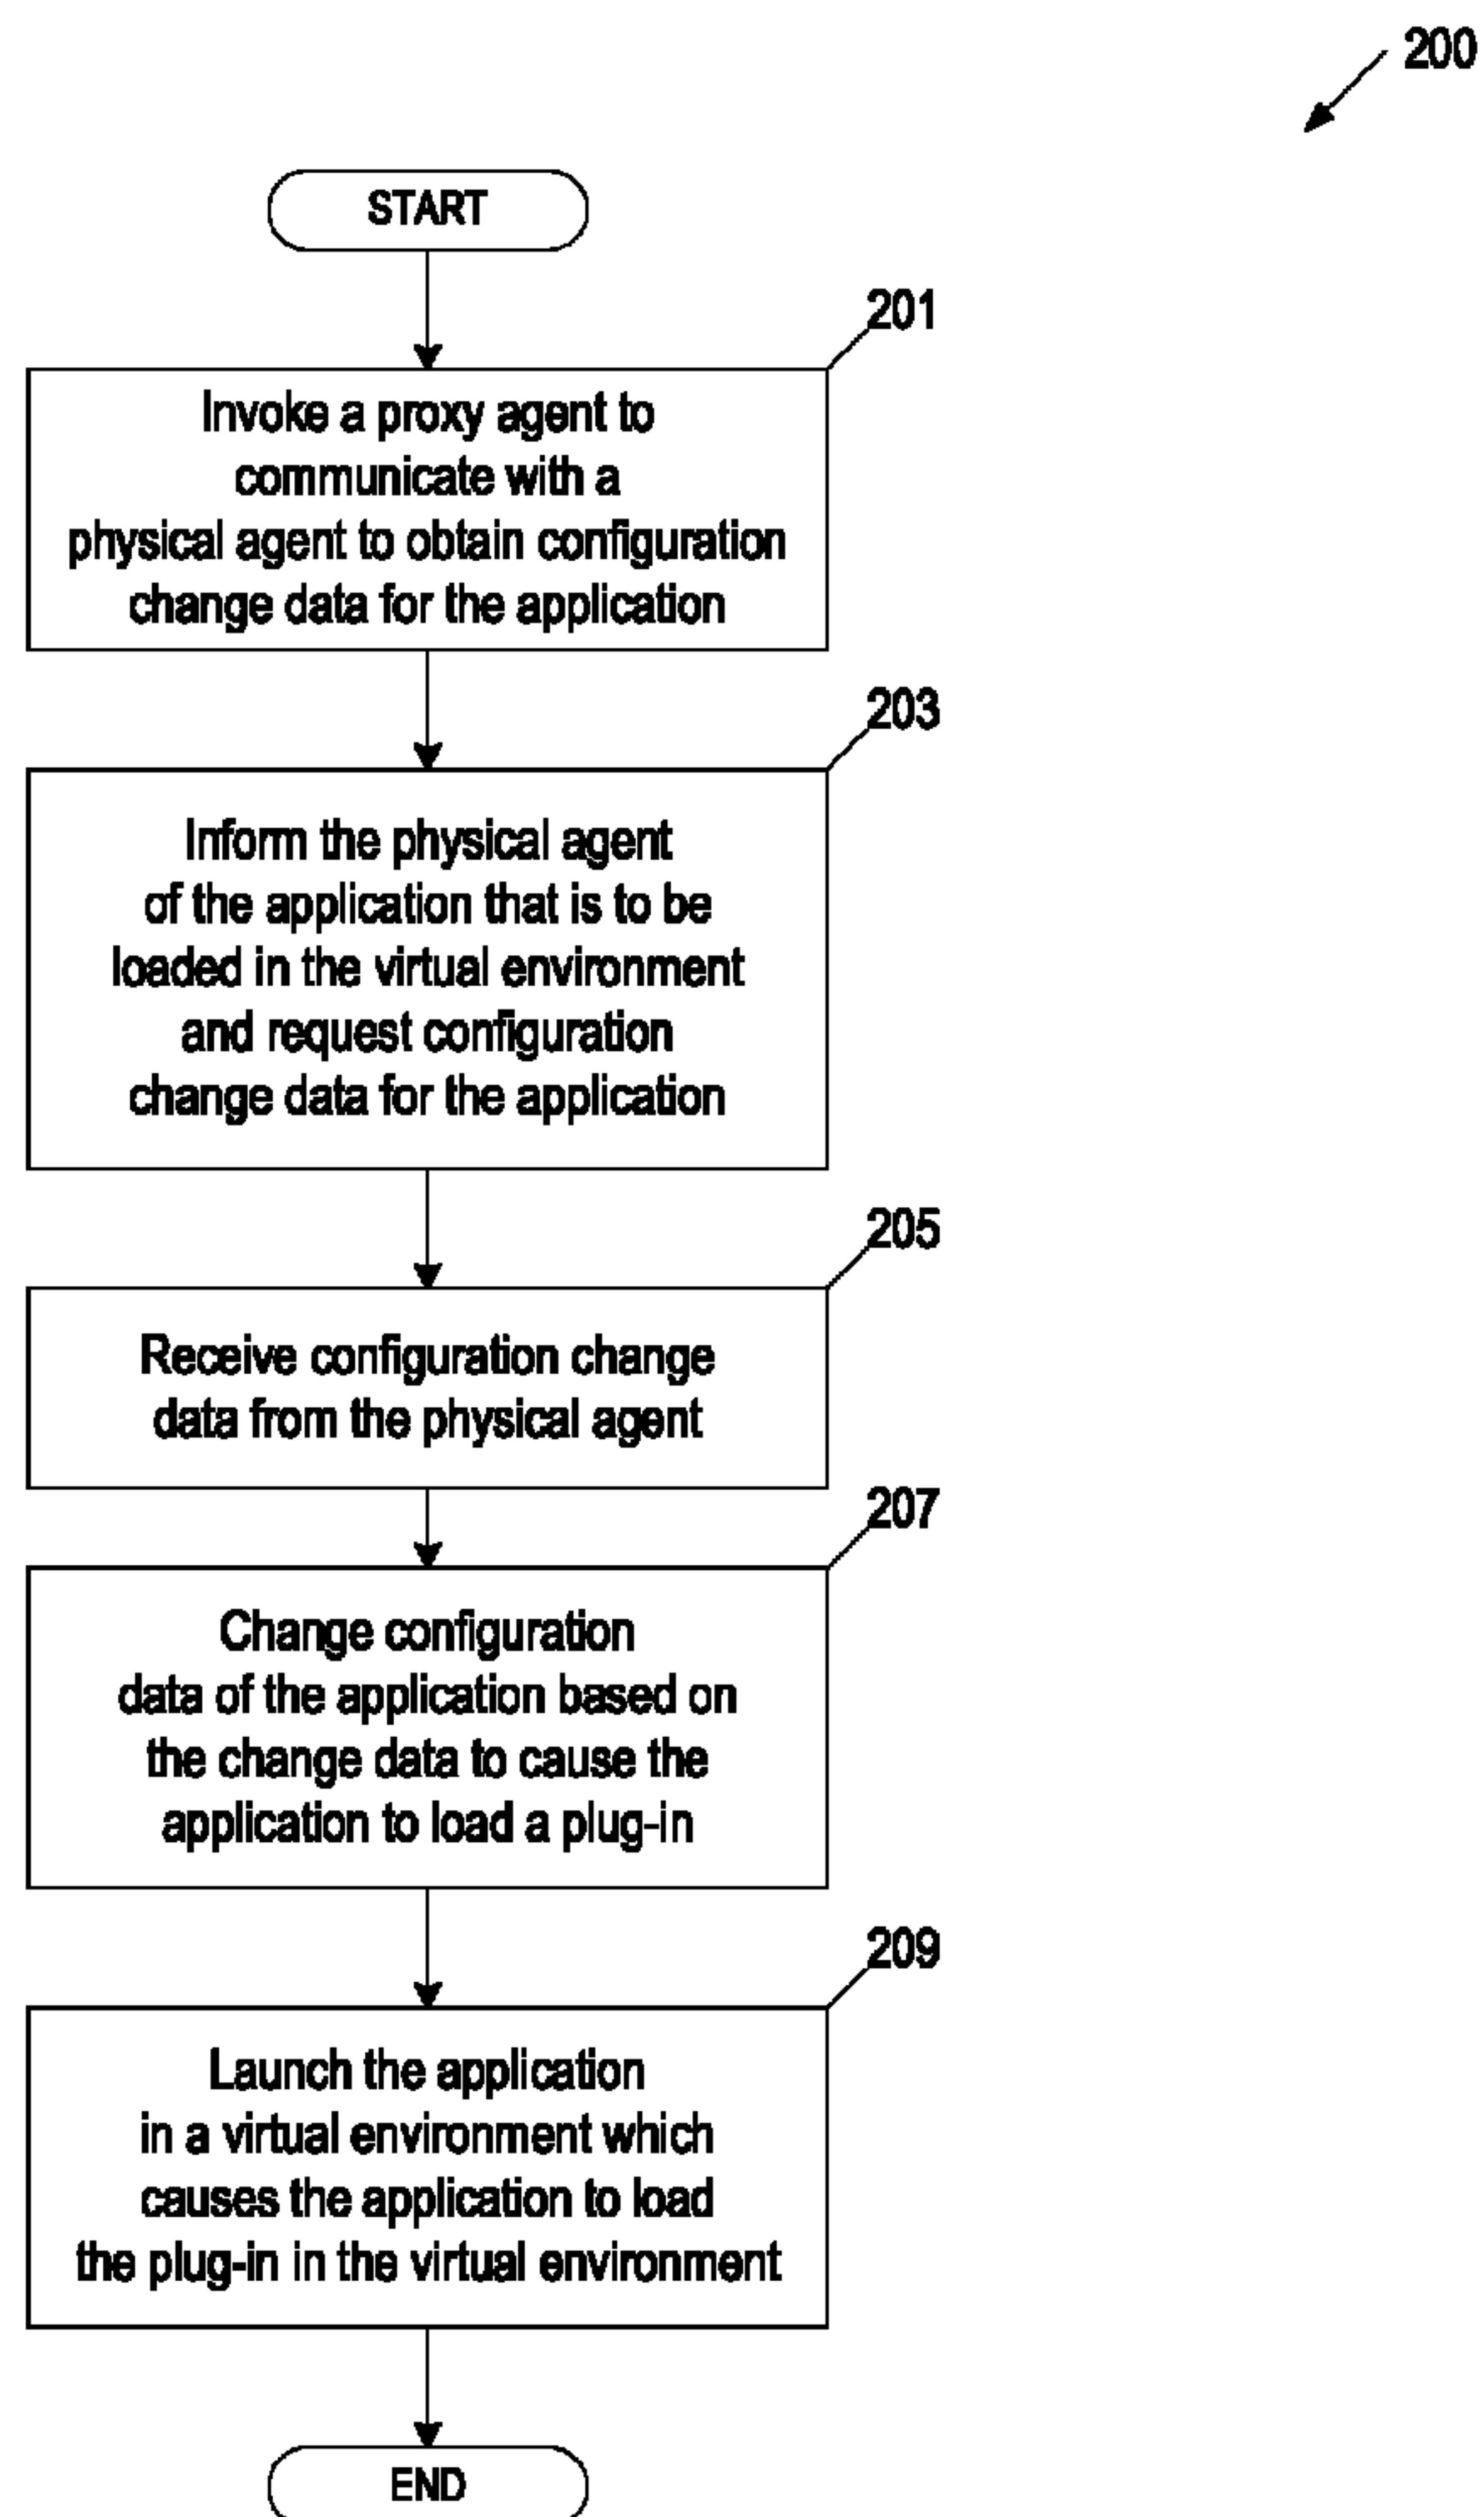 200
START
201
Invoke a proxy agent to
communicate with a
physical agent to obtain configuration
change data for the application
203
Inform the physical agent
of the application that is to be
loaded in the virtual environment
and request configuration
change data for the application
205
Receive configuration change
data from the physical agent
207
Change configuration
data of the application based on
the change data to cause the
application to load a plug-in
209
Launch the application
in a virtual environment which
causes the application to load
the plug-in in the virtual environment
END